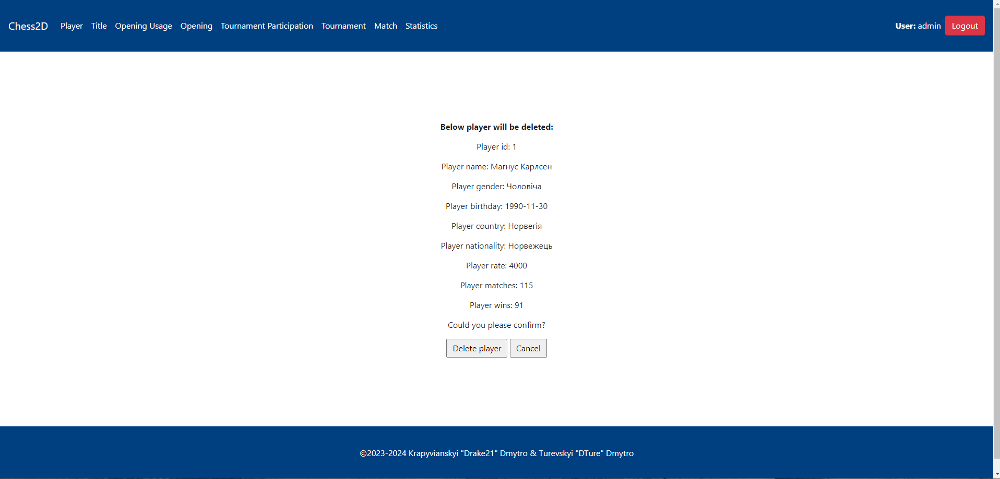 Chess2D Player Title Opening Usage Opening Tournament Participation Tournament Match Statistics User: admin Logout
Below player will be deleted:
Player id: 1
Player name: Магнус Карлсен
Player gender: Чоловіча
Player birthday: 1990-11-30
Player country: Норвегія
Player nationality: Норвежець
Player rate: 4000
Player matches: 115
Player wins: 91
Could you please confirm?
Delete player Cancel
©2023-2024 Krapyvianskyi "Drake21" Dmytro & Turevskyi "DTure" Dmytro